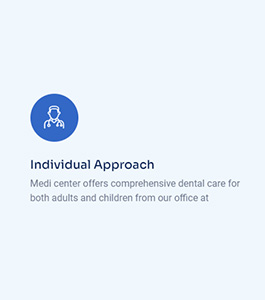 Individual Approach
Medi center offers comprehensive dental care for
both adults and children from our office at